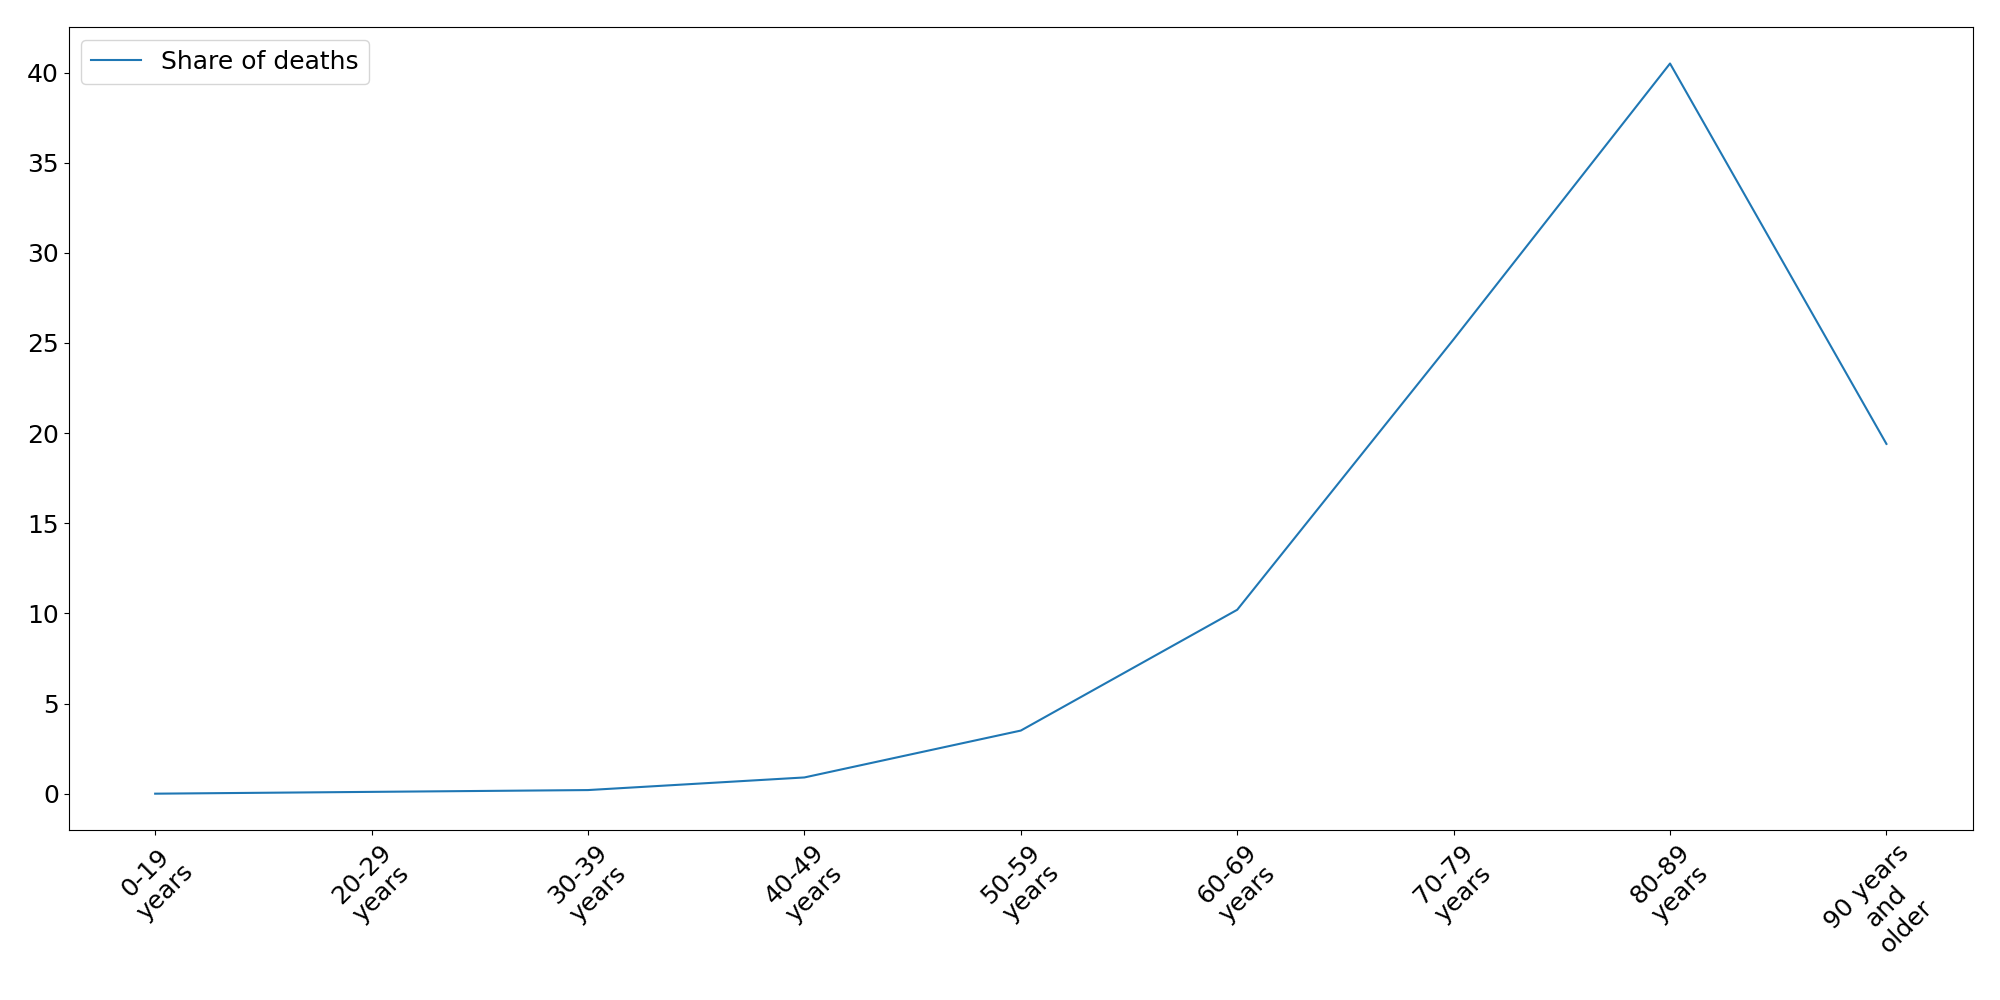 Share of deaths
40
35
30
25
20
15
10
5
0
0-19
years
20-29
years
30-39
years
40-49
years
50-59
years
60-69
years
70-79
years
80-89
years
90 years
and
older